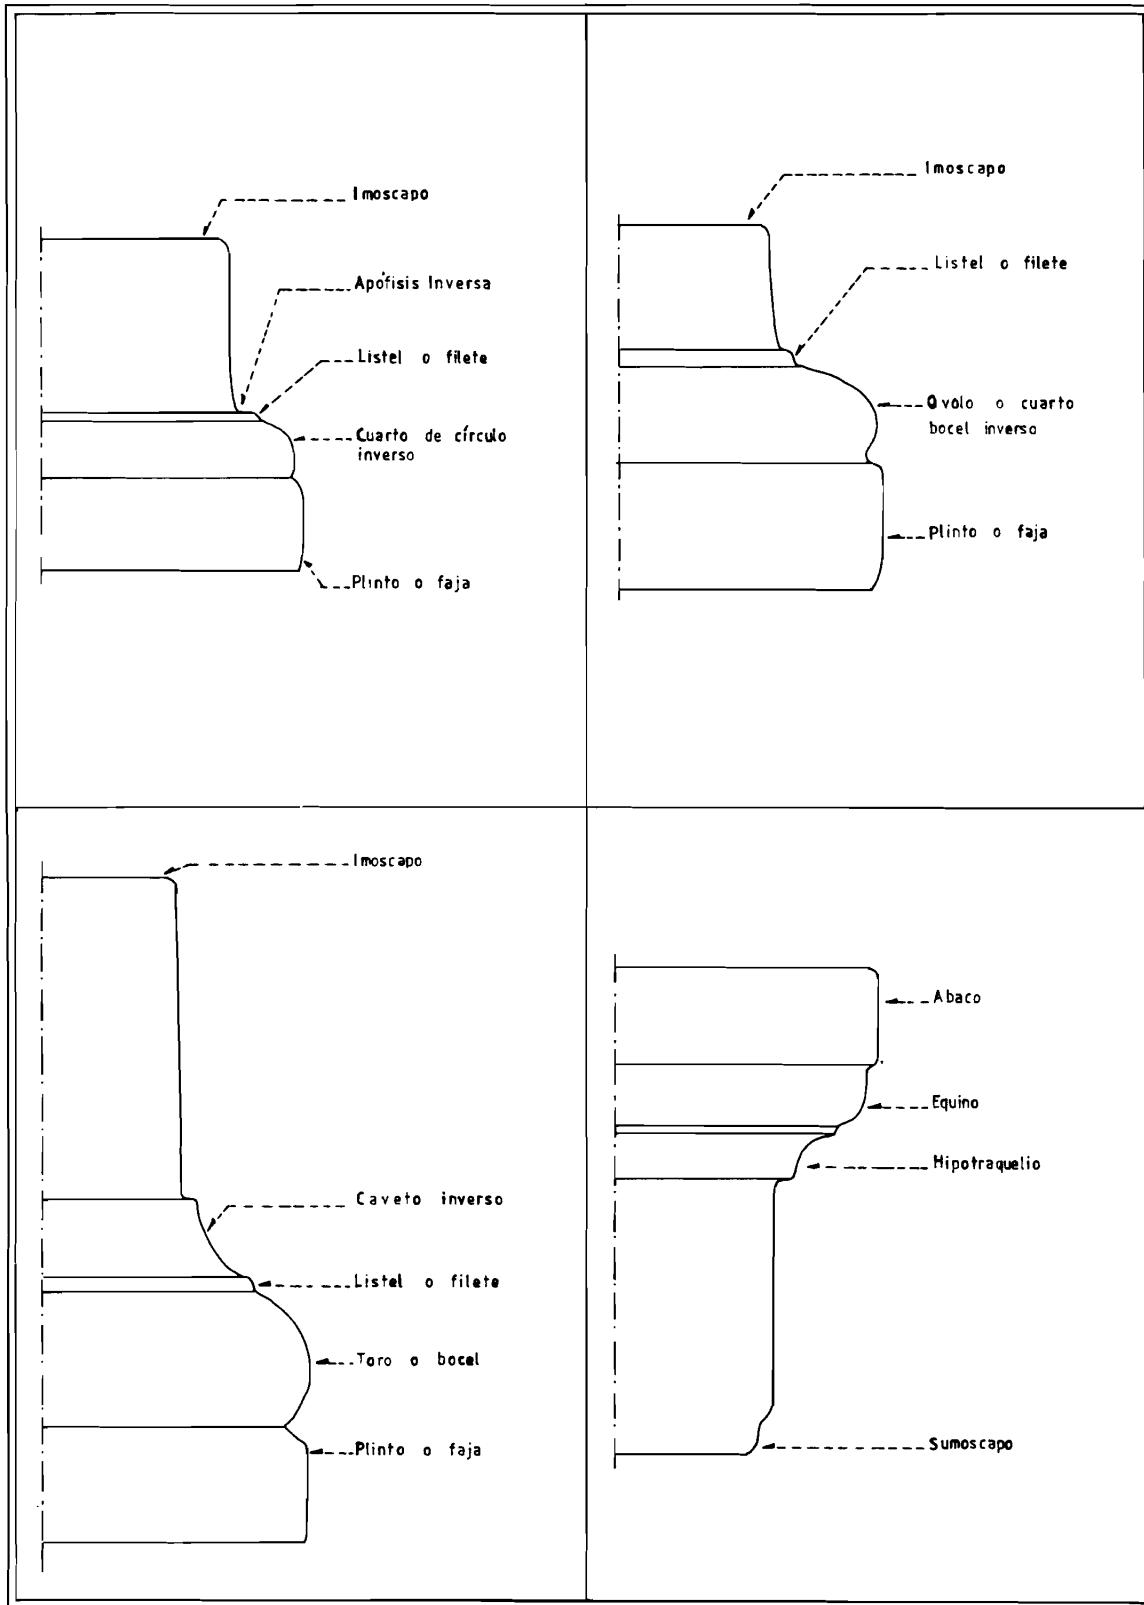 Imoscapo
Apófisis Inversa
Listel o filete
Cuarto de círculo
inverso
Plinto o faja
Imoscapo
Listel o filete
Ovolo o cuarto
bocel inverso
Plinto o faja
Imoscapo
Caveto inverso
Listel o filete
Toro o bocel
Plinto o faja
Abaco
Equino
Hipotraquelio
Sumoscapo